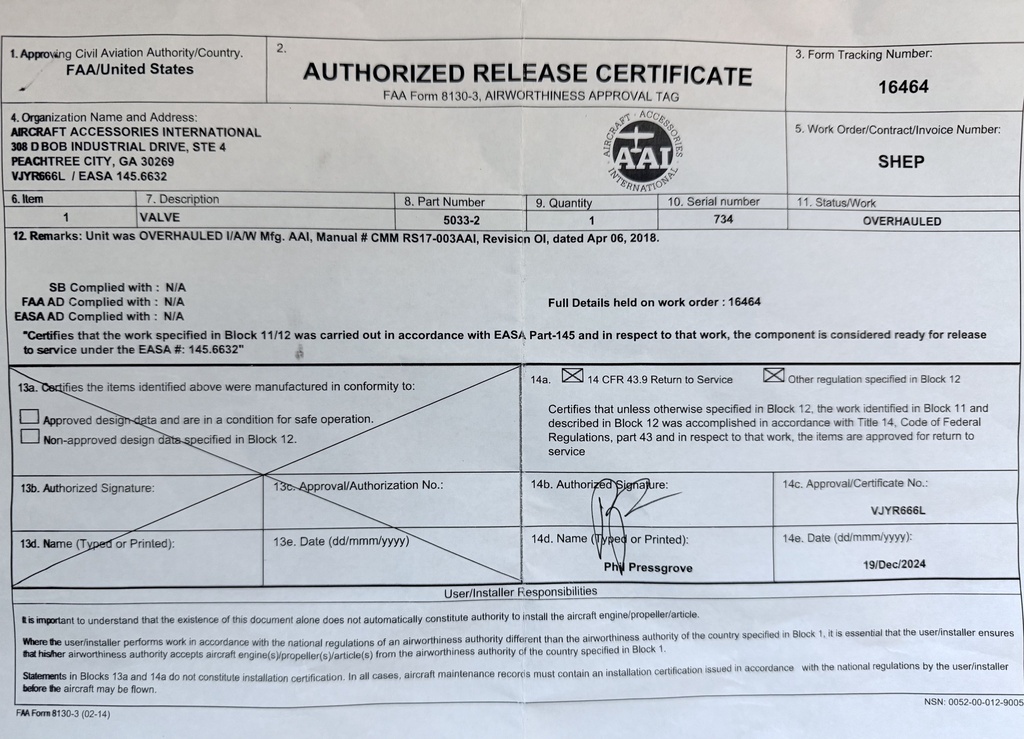 1. Approving Civil Aviation Authority/Country.
FAA/United States
2.
AUTHORIZED RELEASE CERTIFICATE
FAA Form 8130-3, AIRWORTHINESS APPROVAL TAG
3. Form Tracking Number:
16464
4. Organization Name and Address:
AIRCRAFT ACCESSORIES INTERNATIONAL
308 D BOB INDUSTRIAL DRIVE, STE 4
PEACHTREE CITY, GA 30269
VJYR666L / EASA 145.6632
AIRCRAFT · ACCESSORIES
AAI
INTERNATIONAL
5. Work Order/Contract/Invoice Number:
SHEP
6. Item
7. Description
8. Part Number
9. Quantity
10. Serial number
11. Status/Work
1
VALVE
5033-2
1
734
OVERHAULED
12. Remarks: Unit was OVERHAULED I/A/W Mfg. AAI, Manual # CMM RS17-003AAI, Revision OI, dated Apr 06, 2018.
SB Complied with : N/A
FAA AD Complied with : N/A
EASA AD Complied with : N/A
Full Details held on work order : 16464
"Certifies that the work specified in Block 11/12 was carried out in accordance with EASA Part-145 and in respect to that work, the component is considered ready for release
to service under the EASA #: 145.6632"
13a. Certifies the items identified above were manufactured in conformity to:
Approved design data and are in a condition for safe operation.
Non-approved design data specified in Block 12.
14a. 14 CFR 43.9 Return to Service
Other regulation specified in Block 12
Certifies that unless otherwise specified in Block 12, the work identified in Block 11 and
described in Block 12 was accomplished in accordance with Title 14, Code of Federal
Regulations, part 43 and in respect to that work, the items are approved for return to
service
13b. Authorized Signature:
13c. Approval/Authorization No.:
14b. Authorized Signature:
14c. Approval/Certificate No.:
VJYR666L
13d. Name (Typed or Printed):
13e. Date (dd/mmm/yyyy)
14d. Name (Typed or Printed):
Phil Pressgrove
14e. Date (dd/mmm/yyyy):
19/Dec/2024
User/Installer Responsibilities
It is important to understand that the existence of this document alone does not automatically constitute authority to install the aircraft engine/propeller/article.
Where the user/installer performs work in accordance with the national regulations of an airworthiness authority different than the airworthiness authority of the country specified in Block 1, it is essential that the user/installer ensures
that his/her airworthiness authority accepts aircraft engine(s)/propeller(s)/article(s) from the airworthiness authority of the country specified in Block 1.
Statements in Blocks 13a and 14a do not constitute installation certification. In all cases, aircraft maintenance records must contain an installation certification issued in accordance with the national regulations by the user/installer
before the aircraft may be flown.
FAA Form 8130-3 (02-14)
NSN: 0052-00-012-9005